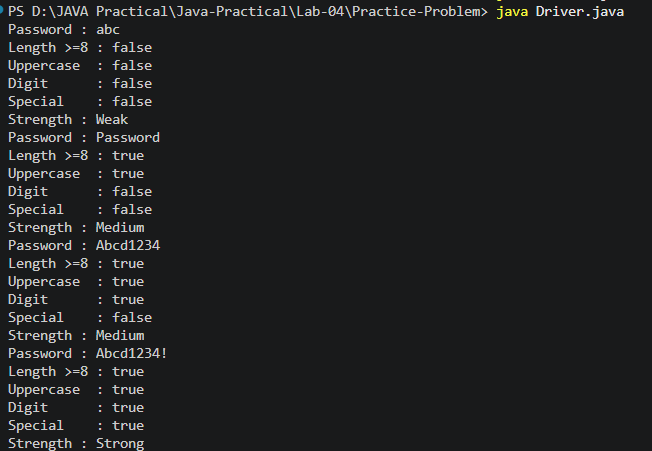 PS D:\JAVA Practical\Java-Practical\Lab-04\Practice-Problem> java Driver.java
Password : abc
Length >=8 : false
Uppercase  : false
Digit      : false
Special    : false
Strength : Weak
Password : Password
Length >=8 : true
Uppercase  : true
Digit      : false
Special    : false
Strength : Medium
Password : Abcd1234
Length >=8 : true
Uppercase  : true
Digit      : true
Special    : false
Strength : Medium
Password : Abcd1234!
Length >=8 : true
Uppercase  : true
Digit      : true
Special    : true
Strength : Strong